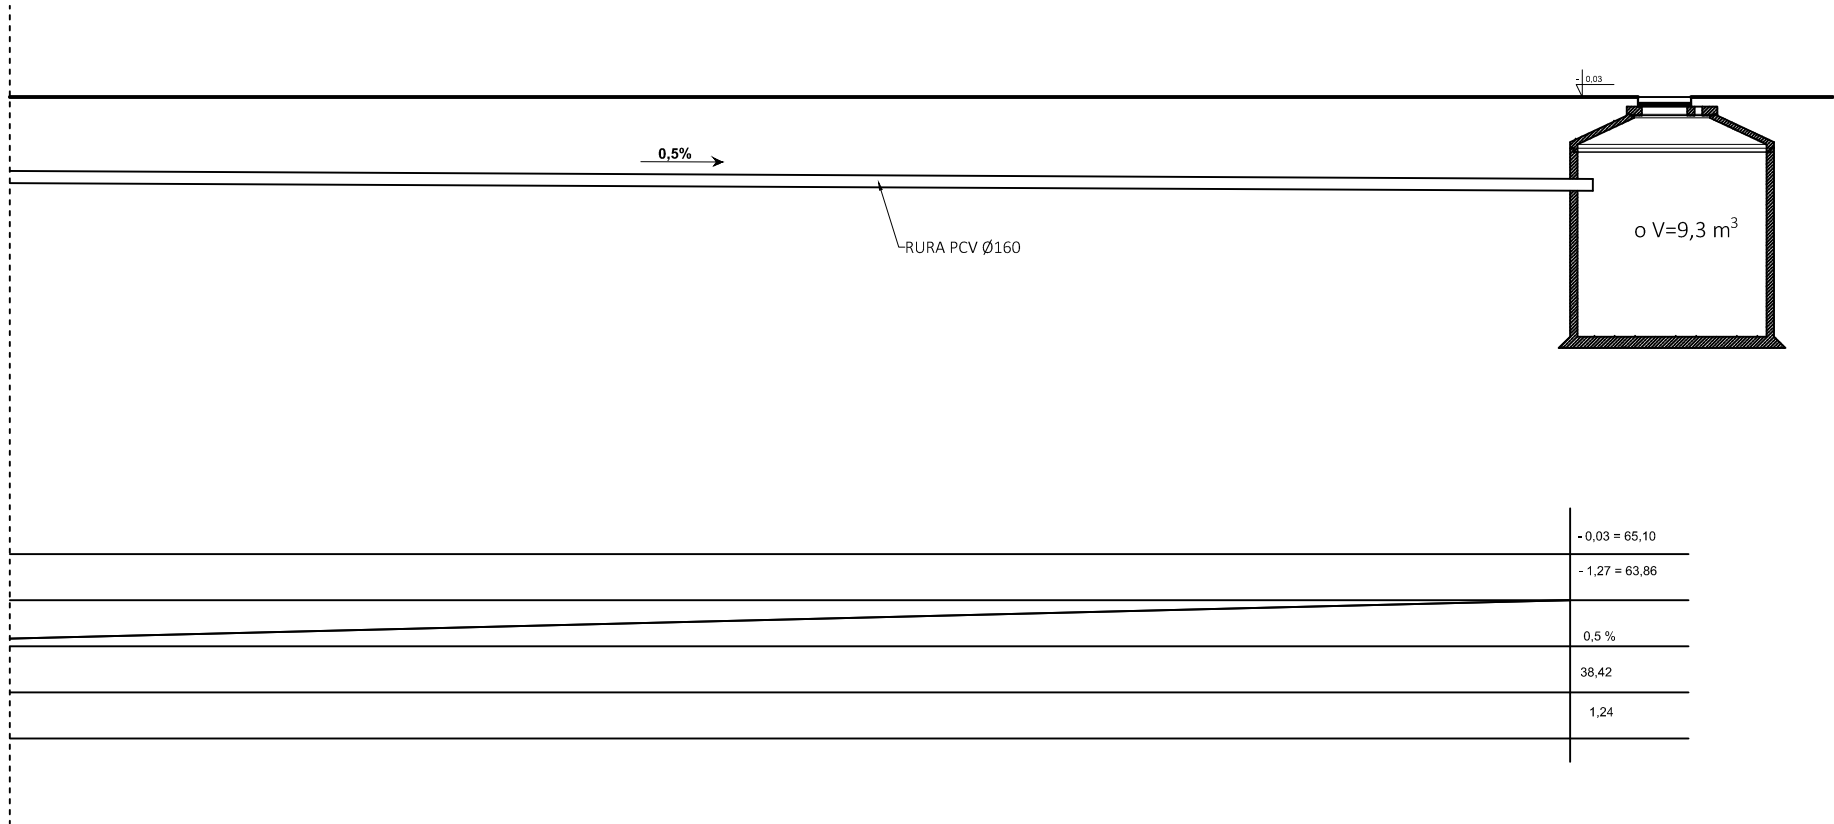 - 0,03
0,5%
RURA PCV Ø160
o V=9,3 m³
- 0,03 = 65,10
- 1,27 = 63,86
0,5 %
38,42
1,24